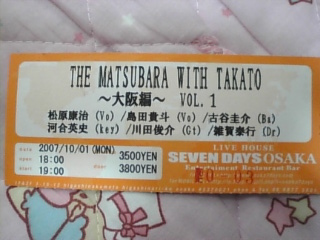 THE MATSUBARA WITH TAKATO
～大阪編～ VOL.1
松原康治(Vo)/島田貴斗(Vo)/古谷圭介(Ba)
河合英史(key)/川田俊介(Gt)/雑賀泰行(Dr)
date 2007/10/01(MON)
open 18:00 3500YEN
start 19:00 door 3800YEN
LIVE HOUSE
SEVEN DAYS OSAKA
Entertainment Restaurant Bar